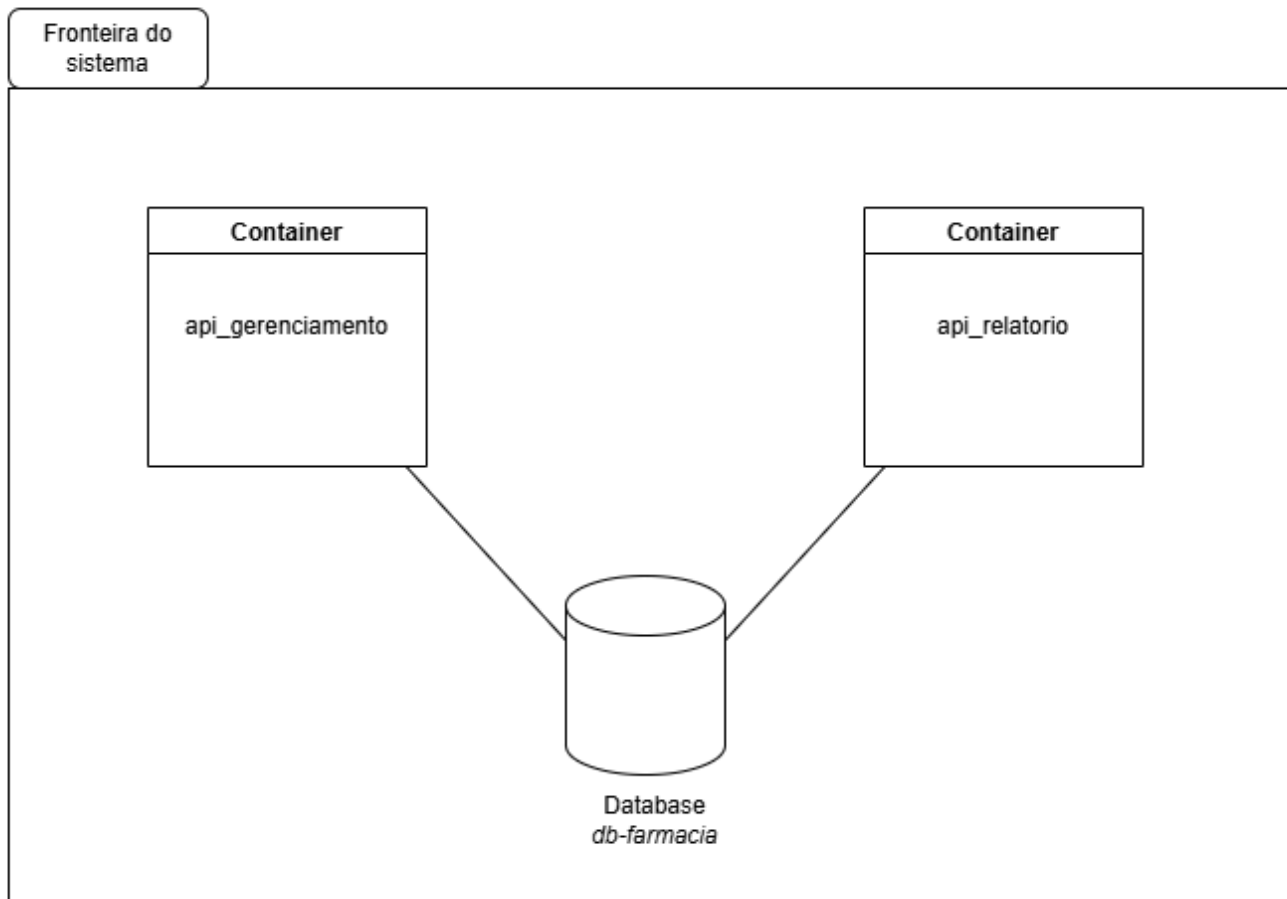 Fronteira do
sistema
Container
api_gerenciamento
Container
api_relatorio
Database
db-farmacia